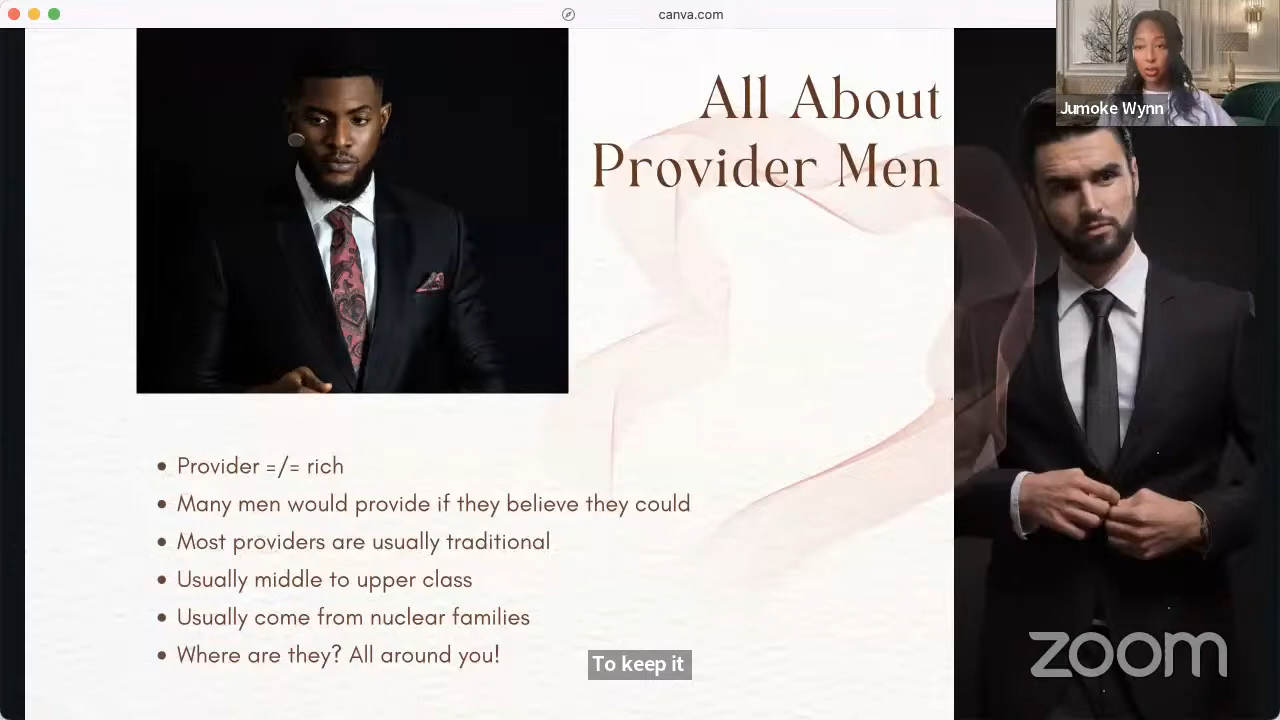 canva.com
Jumoke Wynn
All About
Provider Men
• Provider =/= rich
• Many men would provide if they believe they could
• Most providers are usually traditional
• Usually middle to upper class
• Usually come from nuclear families
• Where are they? All around you!
To keep it
zoom